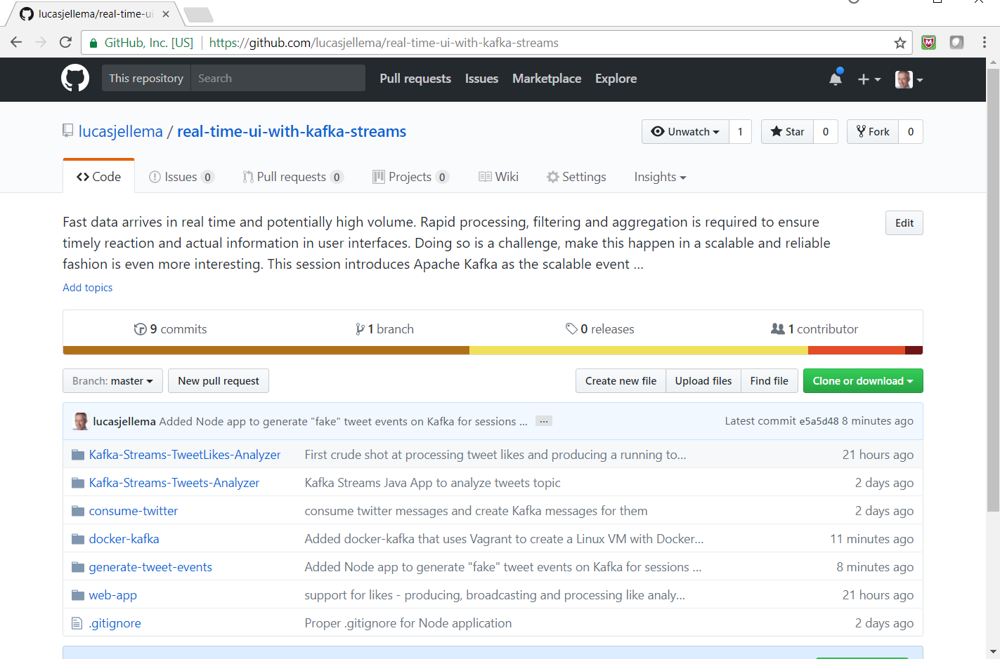 lucasjellema/real-time-ui
GitHub, Inc. [US] https://github.com/lucasjellema/real-time-ui-with-kafka-streams
This repository Search Pull requests Issues Marketplace Explore
lucasjellema / real-time-ui-with-kafka-streams Unwatch 1 Star 0 Fork 0
Code Issues 0 Pull requests 0 Projects 0 Wiki Settings Insights
Fast data arrives in real time and potentially high volume. Rapid processing, filtering and aggregation is required to ensure
timely reaction and actual information in user interfaces. Doing so is a challenge, make this happen in a scalable and reliable
fashion is even more interesting. This session introduces Apache Kafka as the scalable event ...
Edit
Add topics
9 commits 1 branch 0 releases 1 contributor
Branch: master New pull request Create new file Upload files Find file Clone or download
lucasjellema Added Node app to generate "fake" tweet events on Kafka for sessions ... ... Latest commit e5a5d48 8 minutes ago
Kafka-Streams-TweetLikes-Analyzer First crude shot at processing tweet likes and producing a running to... 21 hours ago
Kafka-Streams-Tweets-Analyzer Kafka Streams Java App to analyze tweets topic 2 days ago
consume-twitter consume twitter messages and create Kafka messages for them 2 days ago
docker-kafka Added docker-kafka that uses Vagrant to create a Linux VM with Docker... 11 minutes ago
generate-tweet-events Added Node app to generate "fake" tweet events on Kafka for sessions ... 8 minutes ago
web-app support for likes - producing, broadcasting and processing like analy... 21 hours ago
.gitignore Proper .gitignore for Node application 2 days ago